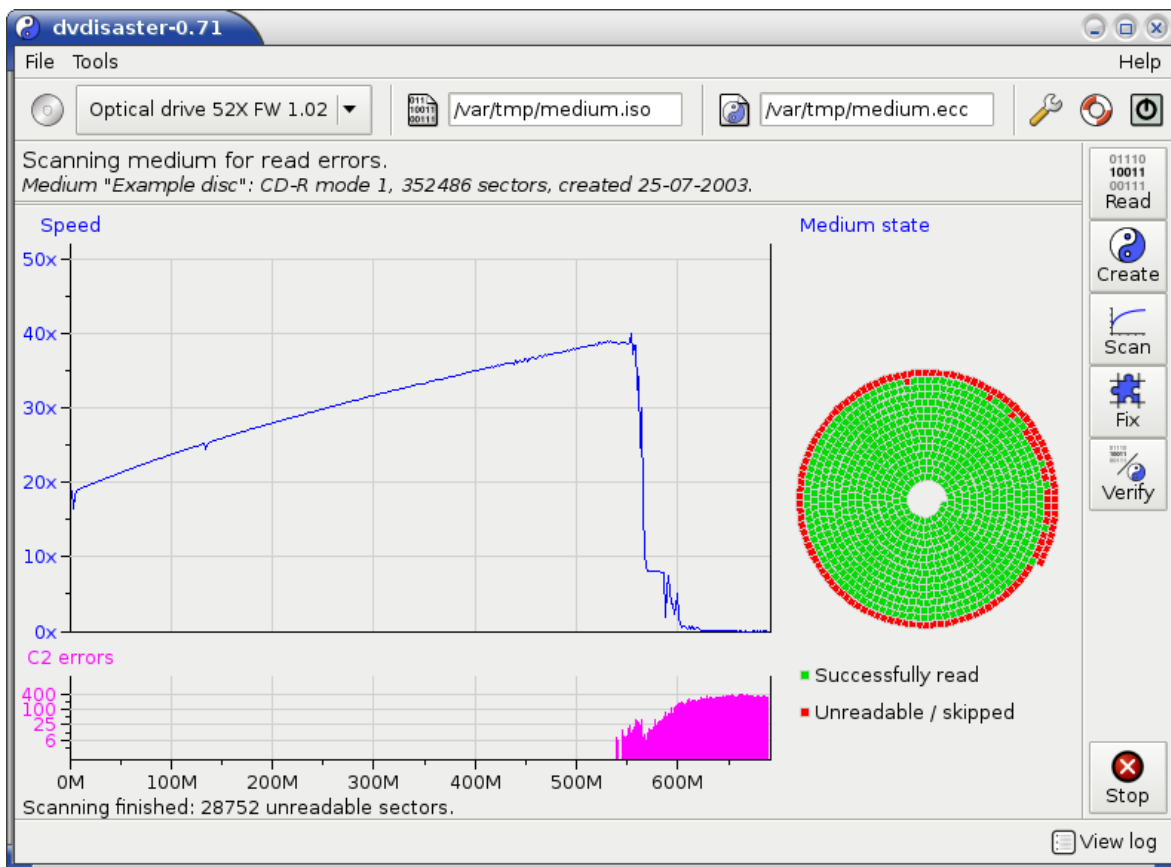 dvdisaster-0.71
File Tools Help
Optical drive 52X FW 1.02 /var/tmp/medium.iso /var/tmp/medium.ecc
Scanning medium for read errors.
Medium "Example disc": CD-R mode 1, 352486 sectors, created 25-07-2003.
Speed
50x
40x
30x
20x
10x
0x
C2 errors
400
100
25
6
0M 100M 200M 300M 400M 500M 600M
Scanning finished: 28752 unreadable sectors.
Medium state
Successfully read
Unreadable / skipped
01110
10011
00111
Read
Create
Scan
Fix
Verify
Stop
View log